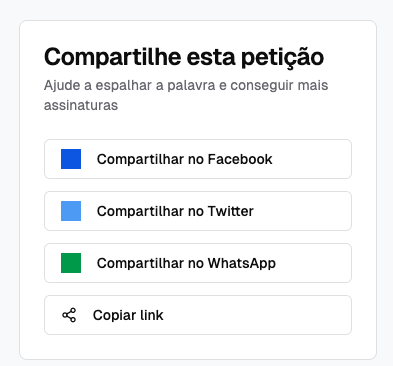 Compartilhe esta petição
Ajude a espalhar a palavra e conseguir mais
assinaturas
Compartilhar no Facebook
Compartilhar no Twitter
Compartilhar no WhatsApp
Copiar link